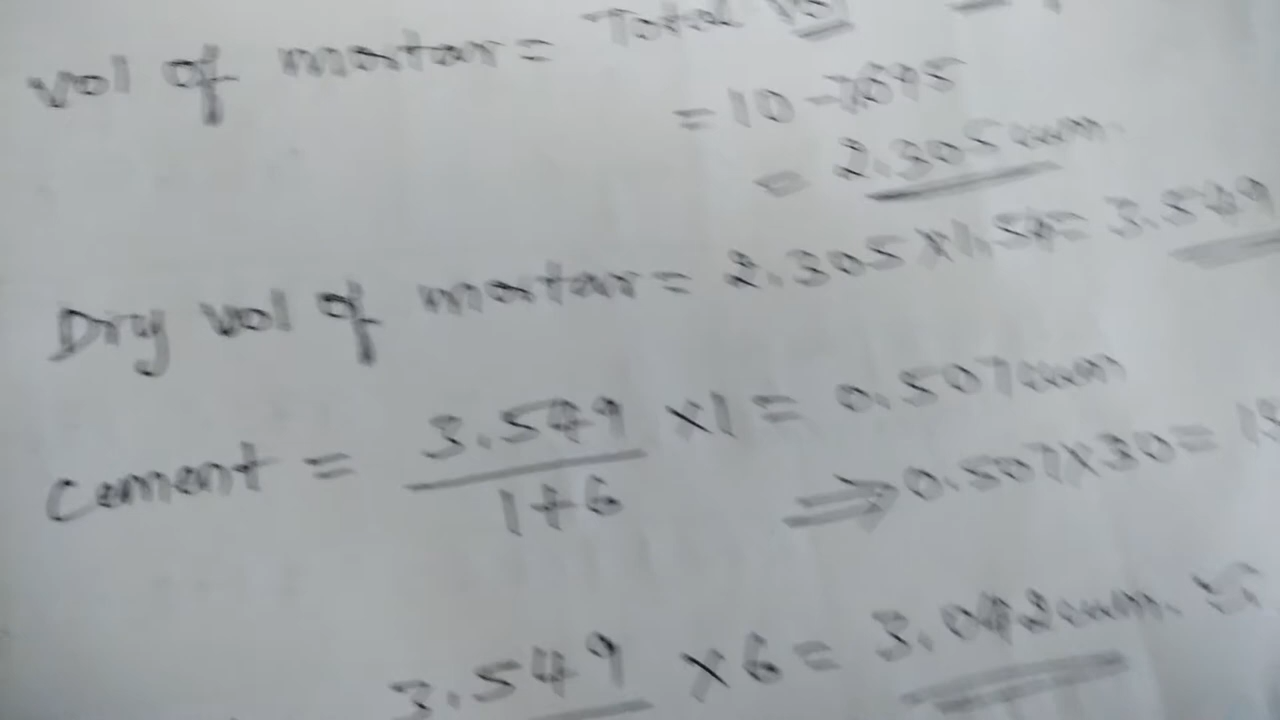 vol of mortar = Total vol
= 10 - 7.695
= 2.305 cum.
Dry vol of mortar = 2.305 x 1.54 = 3.549
Cement = 3.549 / 1+6 x 1 = 0.507 cum
⇒ 0.507 x 30 = 15
3.549 x 6 = 3.042 cum.